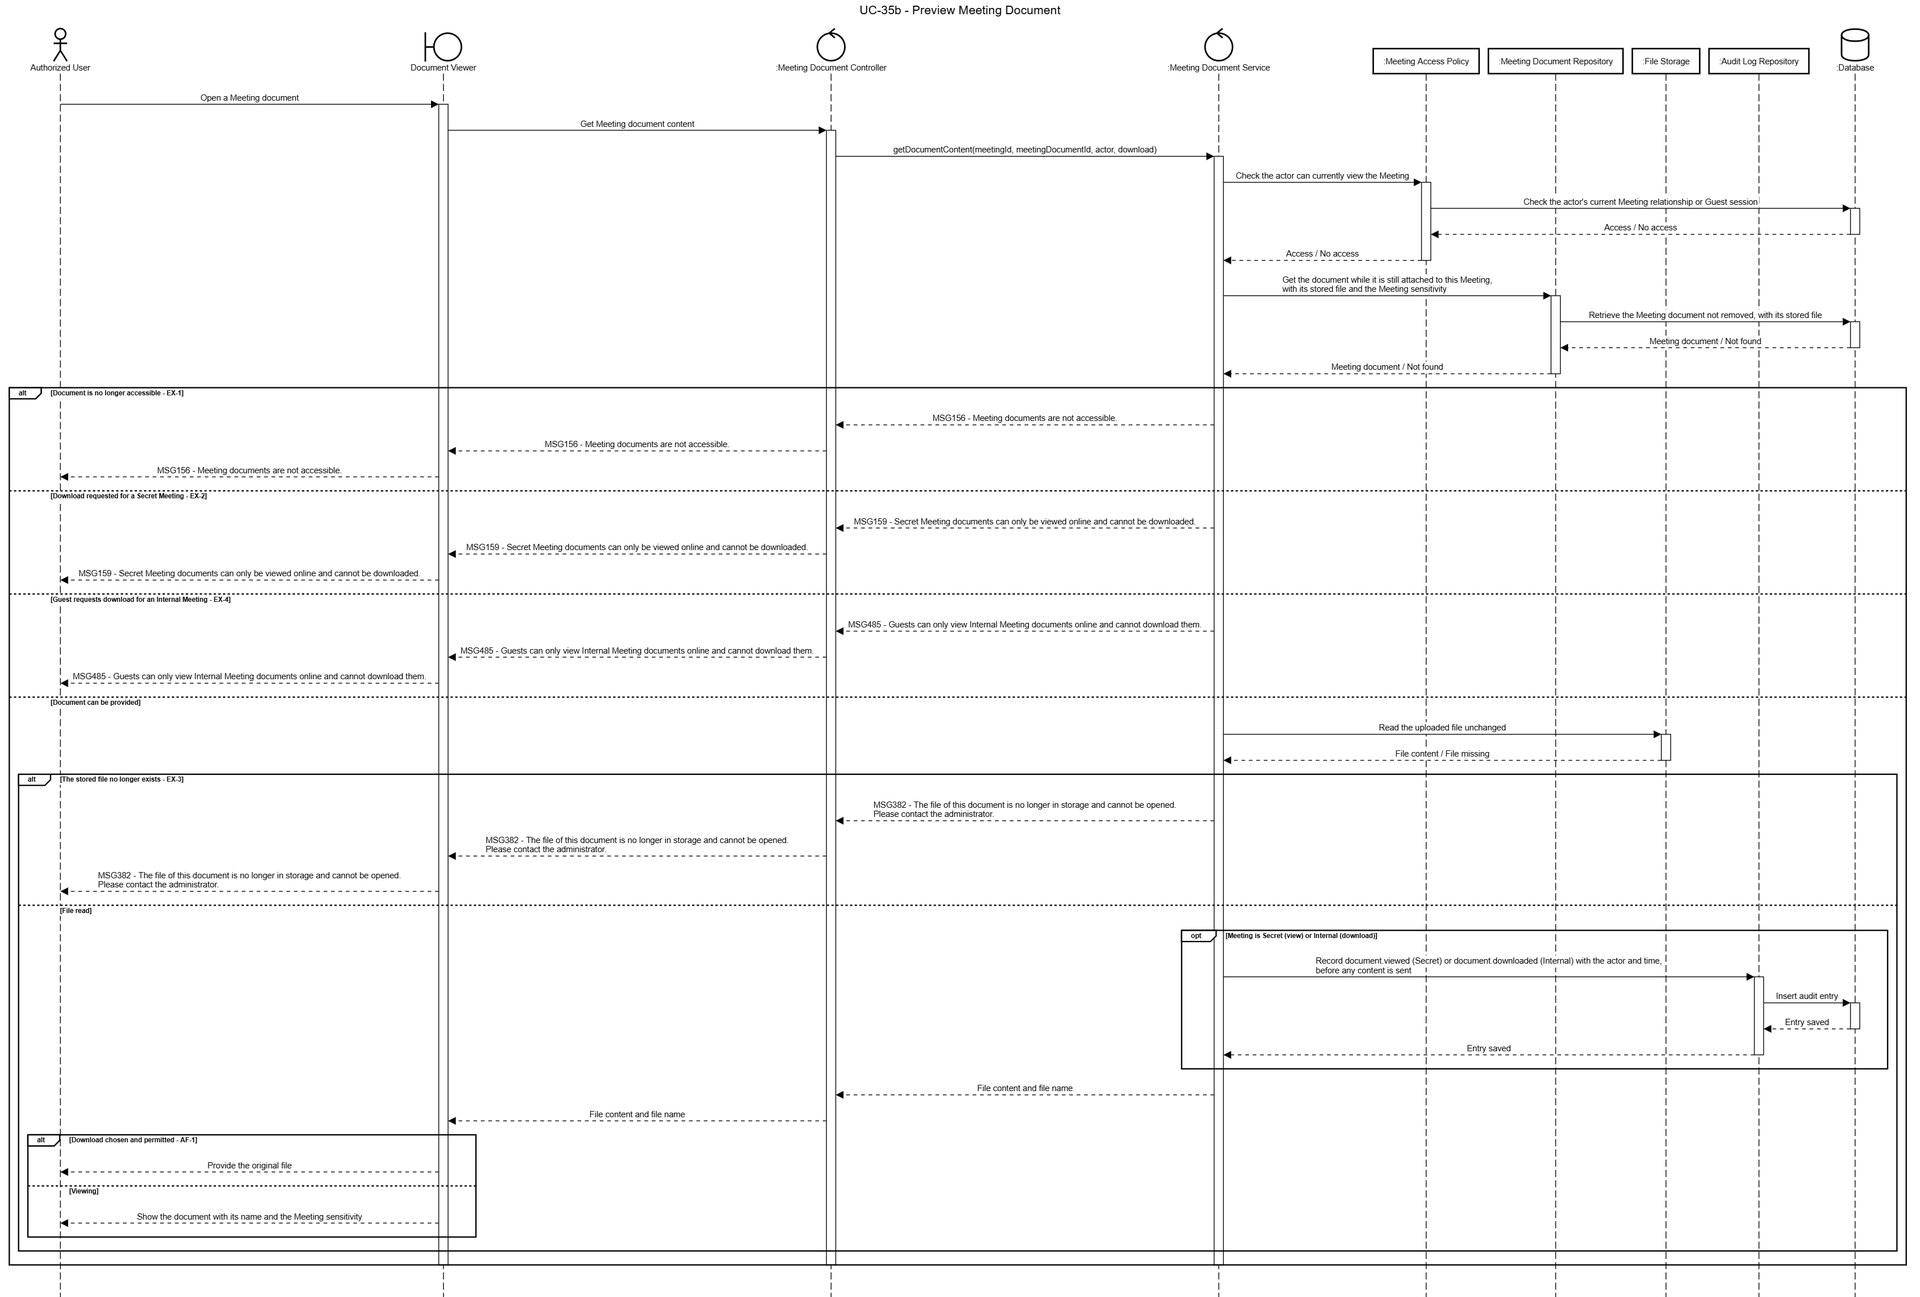 UC-35b - Preview Meeting Document
Authorized User
Document Viewer
:Meeting Document Controller
:Meeting Document Service
:Meeting Access Policy
:Meeting Document Repository
:File Storage
:Audit Log Repository
:Database
Open a Meeting document
Get Meeting document content
getDocumentContent(meetingId, meetingDocumentId, actor, download)
Check the actor can currently view the Meeting
Check the actor's current Meeting relationship or Guest session
Access / No access
Access / No access
Get the document while it is still attached to this Meeting,
with its stored file and the Meeting sensitivity
Retrieve the Meeting document not removed, with its stored file
Meeting document / Not found
Meeting document / Not found
alt
[Document is no longer accessible - EX-1]
MSG156 - Meeting documents are not accessible.
MSG156 - Meeting documents are not accessible.
MSG156 - Meeting documents are not accessible.
[Download requested for a Secret Meeting - EX-2]
MSG159 - Secret Meeting documents can only be viewed online and cannot be downloaded.
MSG159 - Secret Meeting documents can only be viewed online and cannot be downloaded.
MSG159 - Secret Meeting documents can only be viewed online and cannot be downloaded.
[Guest requests download for an Internal Meeting - EX-4]
MSG485 - Guests can only view Internal Meeting documents online and cannot download them.
MSG485 - Guests can only view Internal Meeting documents online and cannot download them.
MSG485 - Guests can only view Internal Meeting documents online and cannot download them.
[Document can be provided]
Read the uploaded file unchanged
File content / File missing
alt
[The stored file no longer exists - EX-3]
MSG382 - The file of this document is no longer in storage and cannot be opened.
Please contact the administrator.
MSG382 - The file of this document is no longer in storage and cannot be opened.
Please contact the administrator.
MSG382 - The file of this document is no longer in storage and cannot be opened.
Please contact the administrator.
[File read]
opt
[Meeting is Secret (view) or Internal (download)]
Record document.viewed (Secret) or document.downloaded (Internal) with the actor and time,
before any content is sent
Insert audit entry
Entry saved
Entry saved
File content and file name
File content and file name
alt
[Download chosen and permitted - AF-1]
Provide the original file
[Viewing]
Show the document with its name and the Meeting sensitivity